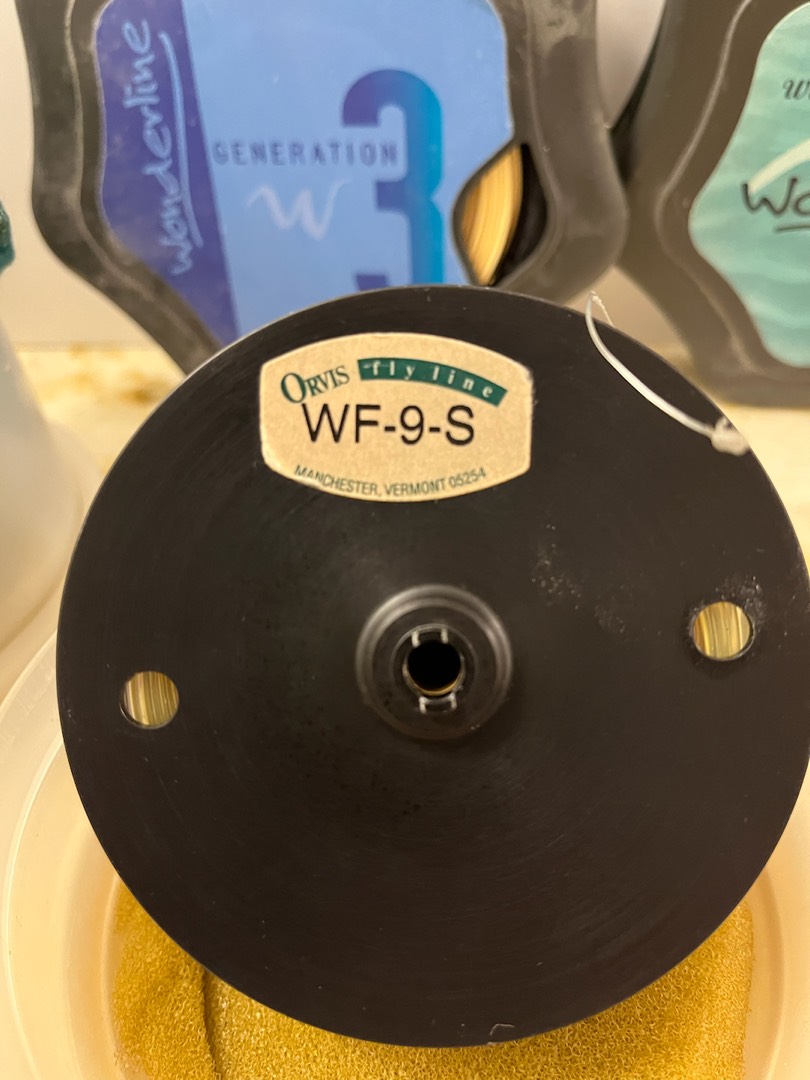 Wonderline
GENERATION
3
W
ORVIS fly line
WF-9-S
MANCHESTER, VERMONT 05254